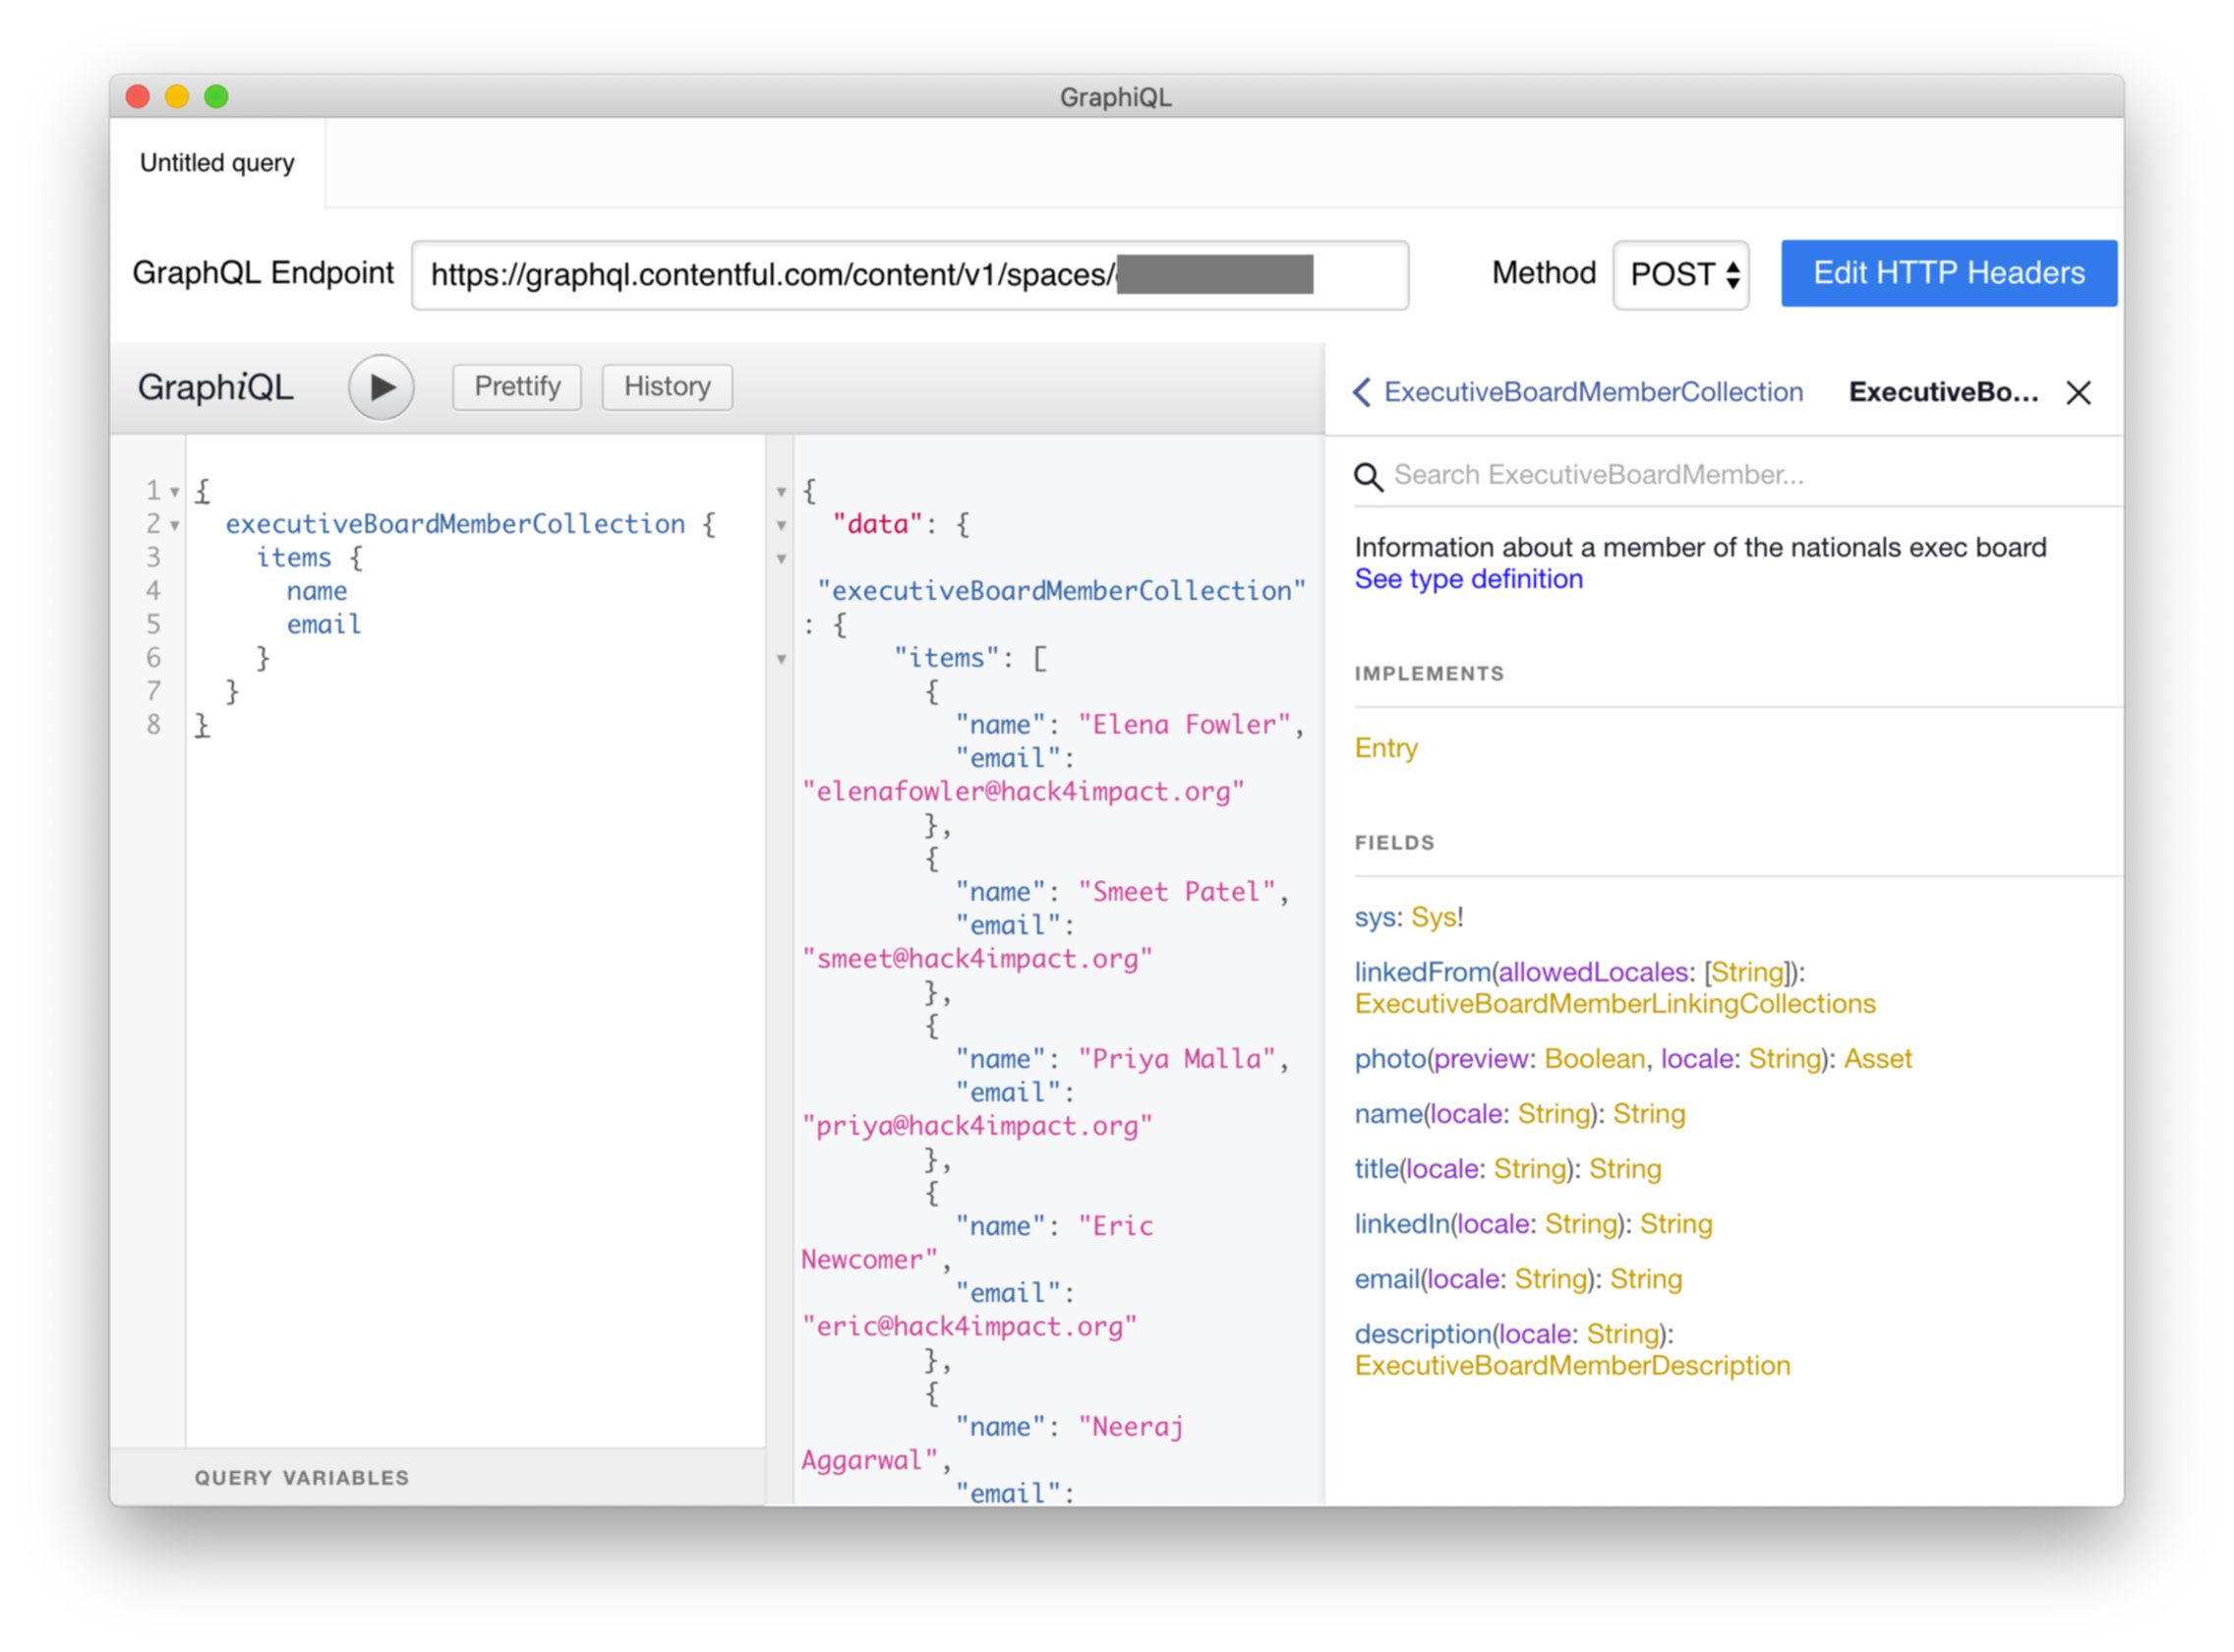 GraphiQL
Untitled query
GraphQL Endpoint
https://graphql.contentful.com/content/v1/spaces/
Method
POST
Edit HTTP Headers
GraphiQL
Prettify
History
1 {
2 executiveBoardMemberCollection {
3 items {
4 name
5 email
6 }
7 }
8 }
QUERY VARIABLES
{
"data": {
"executiveBoardMemberCollection"
: {
"items": [
{
"name": "Elena Fowler",
"email":
"elenafowler@hack4impact.org"
},
{
"name": "Smeet Patel",
"email":
"smeet@hack4impact.org"
},
{
"name": "Priya Malla",
"email":
"priya@hack4impact.org"
},
{
"name": "Eric
Newcomer",
"email":
"eric@hack4impact.org"
},
{
"name": "Neeraj
Aggarwal",
"email":
ExecutiveBoardMemberCollection
ExecutiveBo...
Search ExecutiveBoardMember...
Information about a member of the nationals exec board
See type definition
IMPLEMENTS
Entry
FIELDS
sys: Sys!
linkedFrom(allowedLocales: [String]):
ExecutiveBoardMemberLinkingCollections
photo(preview: Boolean, locale: String): Asset
name(locale: String): String
title(locale: String): String
linkedIn(locale: String): String
email(locale: String): String
description(locale: String):
ExecutiveBoardMemberDescription